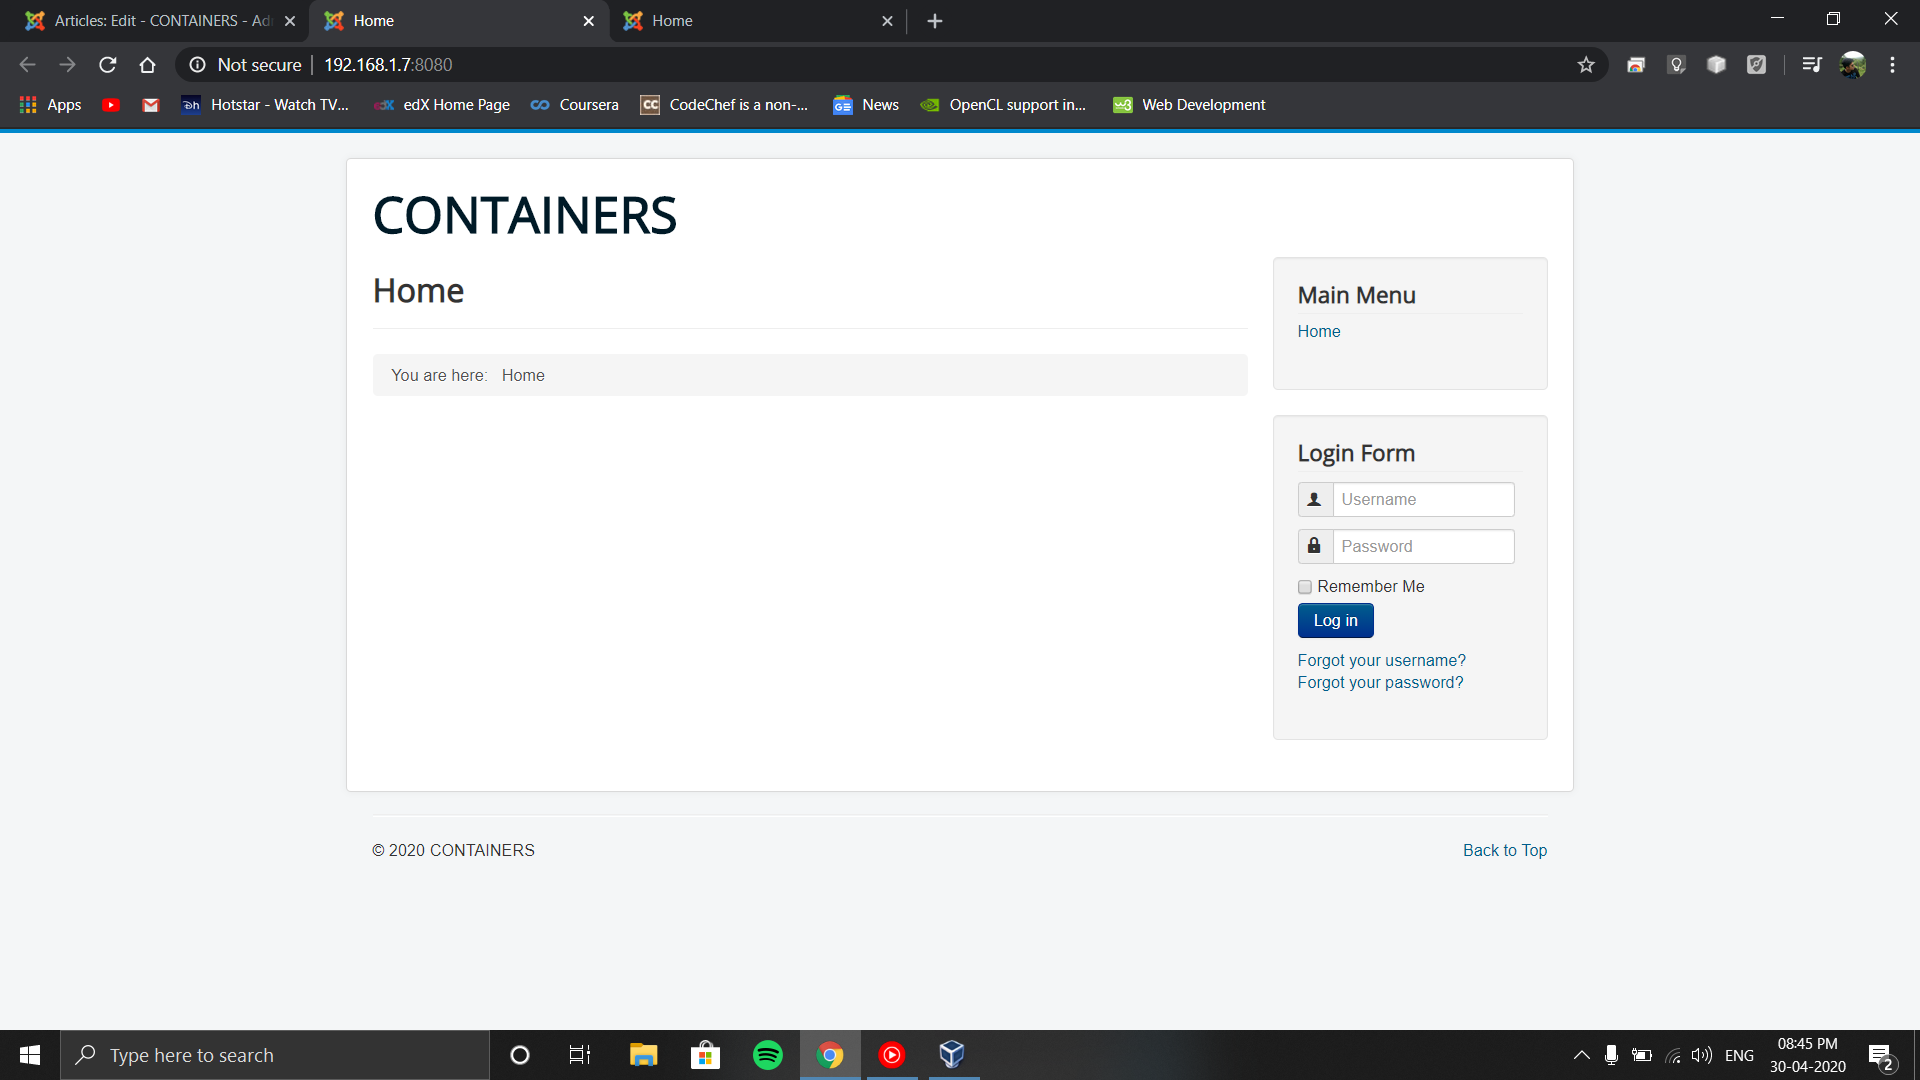 Articles: Edit - CONTAINERS - Ad
Home
Home
Not secure
192.168.1.7:8080
Apps
Hotstar - Watch TV...
edX Home Page
Coursera
CodeChef is a non-...
News
OpenCL support in...
Web Development
CONTAINERS
Home
You are here: Home
Main Menu
Home
Login Form
Username
Password
Remember Me
Log in
Forgot your username?
Forgot your password?
© 2020 CONTAINERS
Back to Top
Type here to search
ENG
08:45 PM
30-04-2020
2